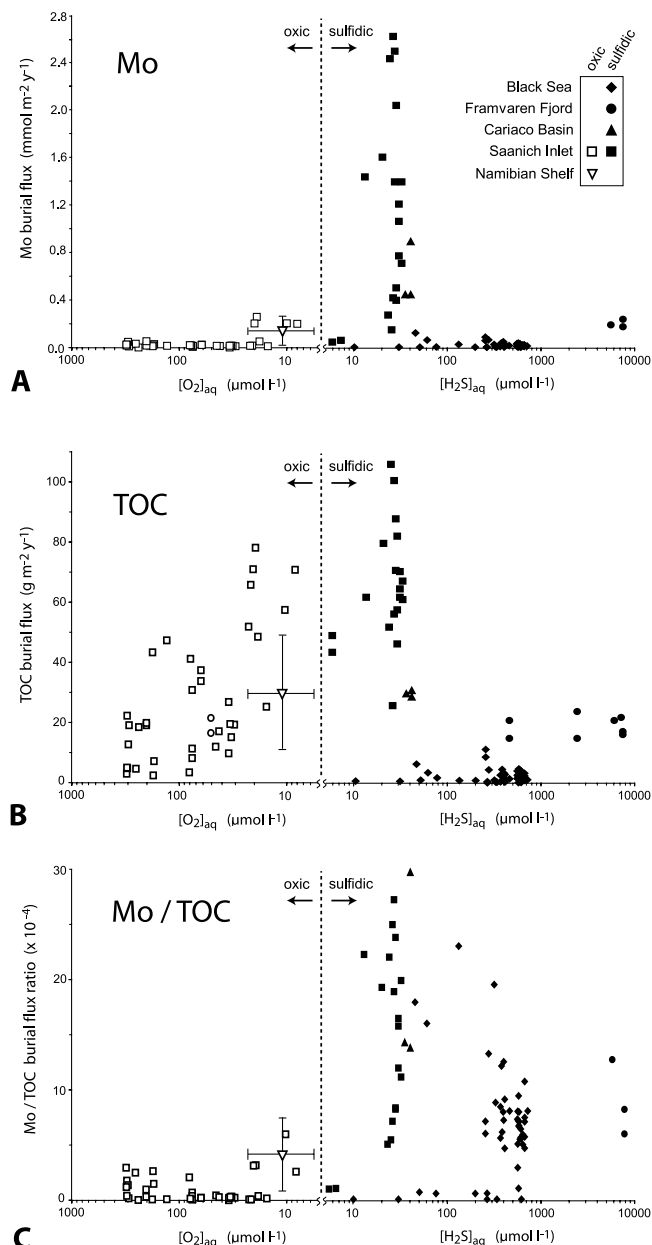 Mo
oxic
sulfidic
oxic
sulfidic
Black Sea
Framvaren Fjord
Cariaco Basin
Saanich Inlet
Namibian Shelf
Mo burial flux (mmol m-2 y-1)
2.8
2.4
2.0
1.6
1.2
0.8
0.4
0.0
1000
100
10
10
100
1000
10000
[O2]aq (µmol l-1)
[H2S]aq (µmol l-1)
A
TOC
oxic
sulfidic
TOC burial flux (g m-2 y-1)
100
80
60
40
20
0
1000
100
10
10
100
1000
10000
[O2]aq (µmol l-1)
[H2S]aq (µmol l-1)
B
Mo / TOC
oxic
sulfidic
Mo / TOC burial flux ratio (x 10-4)
30
20
10
0
1000
100
10
10
100
1000
10000
[O2]aq (µmol l-1)
[H2S]aq (µmol l-1)
C